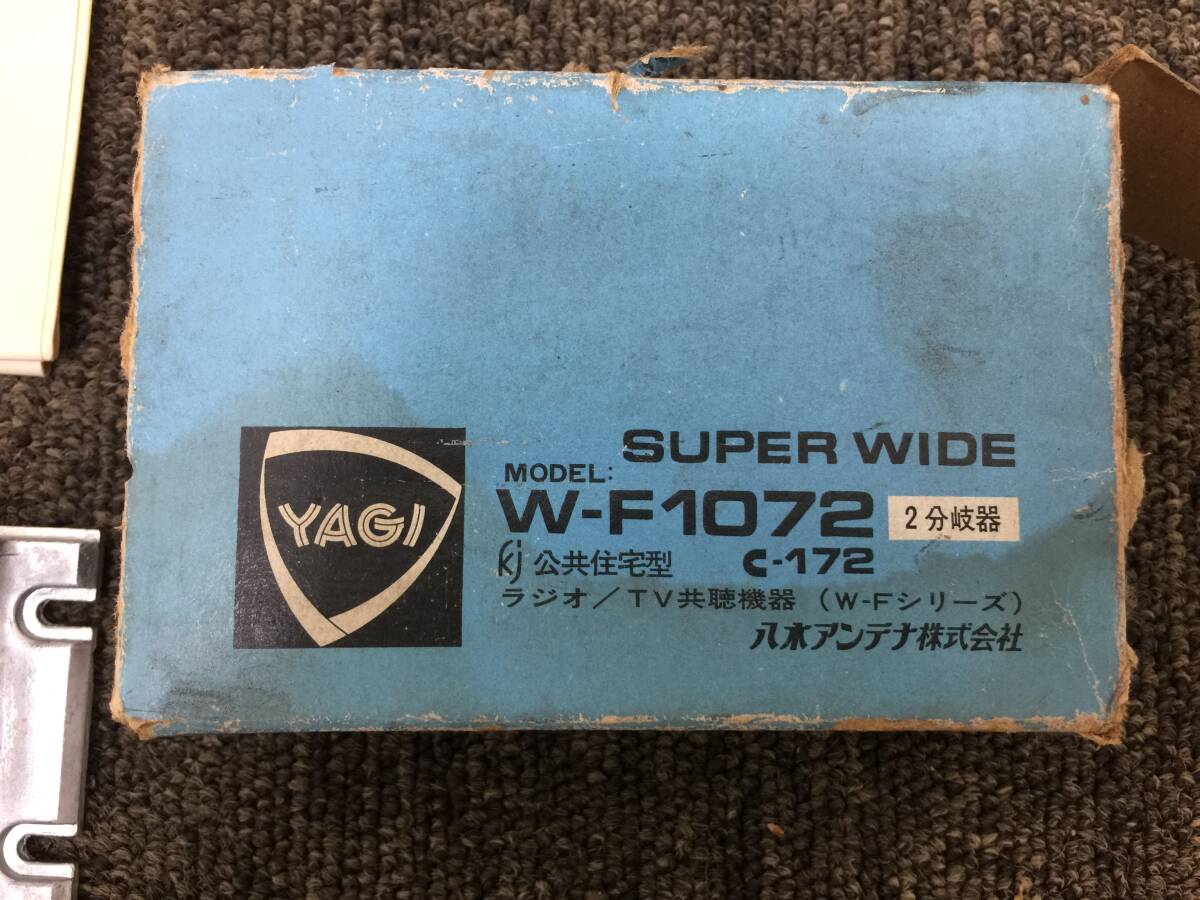 YAGI
SUPER WIDE
MODEL:
W-F1072 2分岐器
Kj 公共住宅型 C-172
ラジオ／TV共聴機器（W-Fシリーズ）
八木アンテナ株式会社